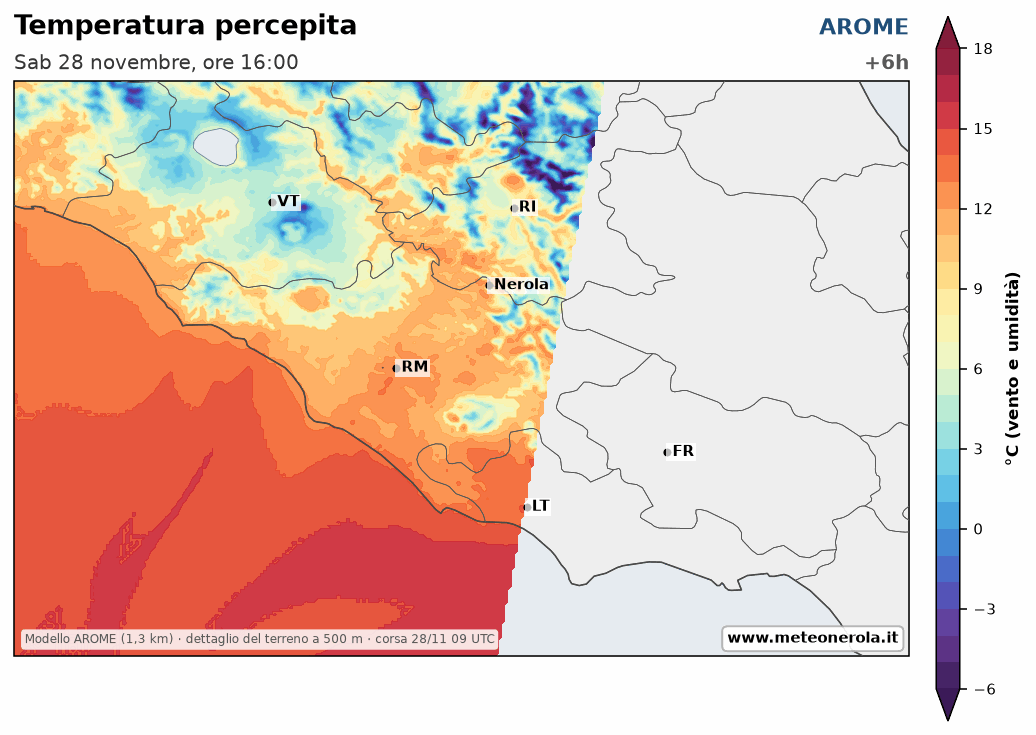 Temperatura percepita
AROME
Sab 28 novembre, ore 16:00
+6h
VT
RI
Nerola
RM
FR
LT
Modello AROME (1,3 km) · dettaglio del terreno a 500 m · corsa 28/11 09 UTC
www.meteonerola.it
18
15
12
9
6
3
0
−3
−6
°C (vento e umidità)